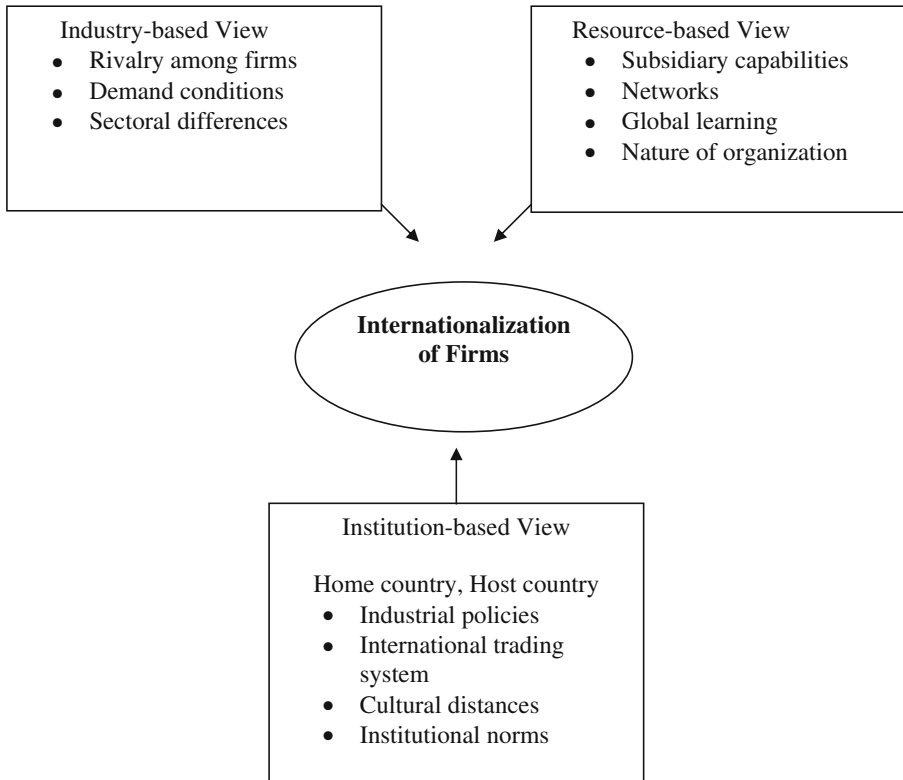 Industry-based View
• Rivalry among firms
• Demand conditions
• Sectoral differences
Resource-based View
• Subsidiary capabilities
• Networks
• Global learning
• Nature of organization
Internationalization
of Firms
Institution-based View
Home country, Host country
• Industrial policies
• International trading
system
• Cultural distances
• Institutional norms